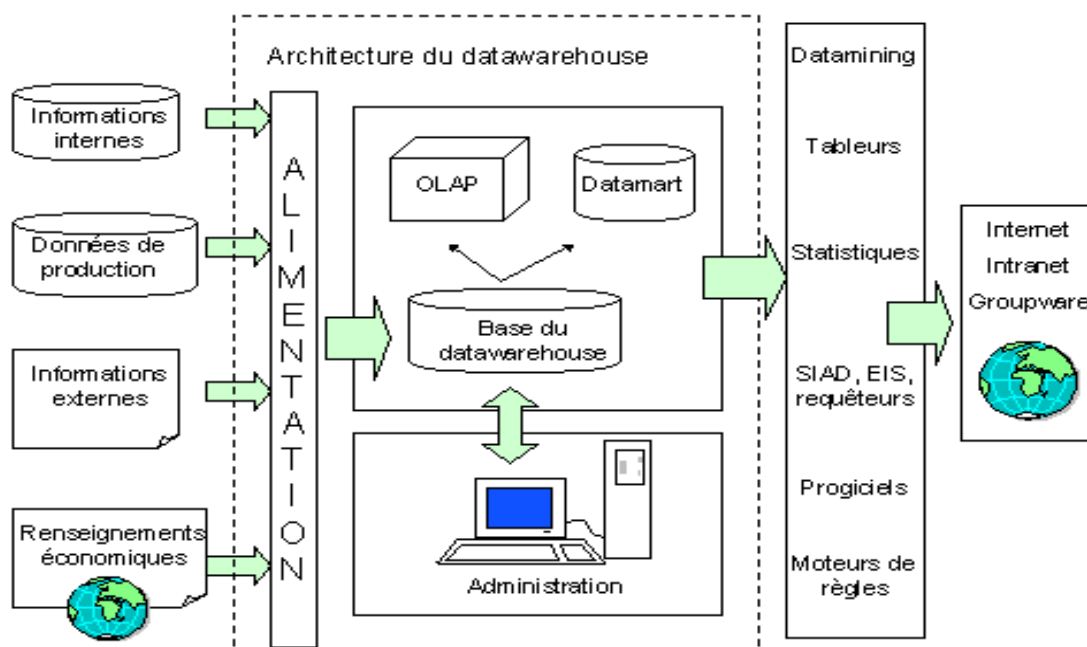 Architecture du datawarehouse
Informations
internes
Données de
production
Informations
externes
Renseignements
économiques
ALIMENTATION
OLAP
Datamart
Base du
datawarehouse
Administration
Datamining
Tableurs
Statistiques
SIAD, EIS,
requêteurs
Progiciels
Moteurs de
règles
Internet
Intranet
Groupware